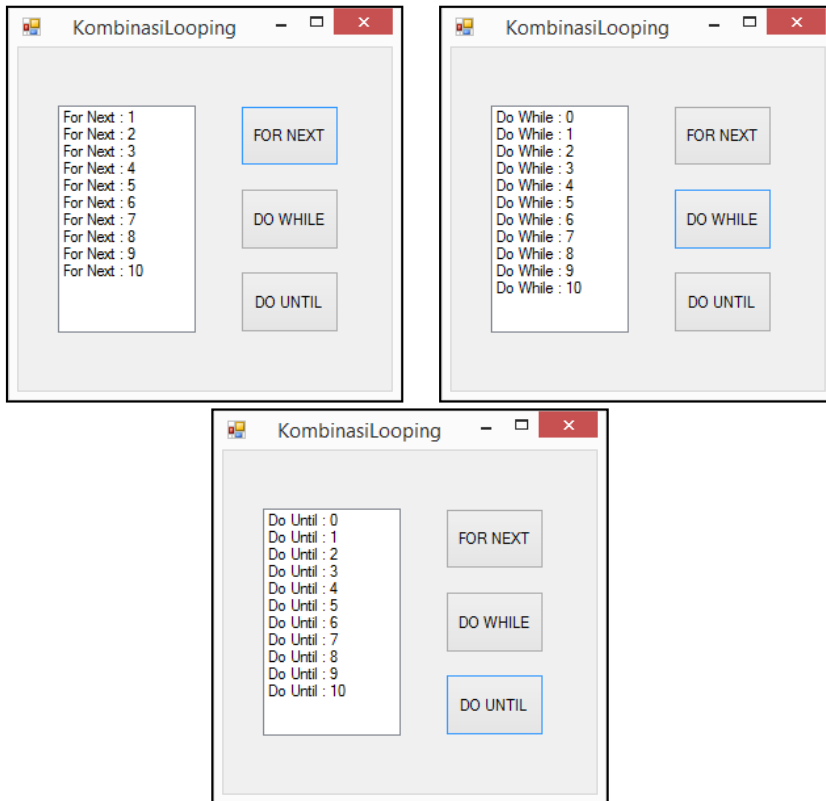 KombinasiLooping
For Next : 1
For Next : 2
For Next : 3
For Next : 4
For Next : 5
For Next : 6
For Next : 7
For Next : 8
For Next : 9
For Next : 10
FOR NEXT
DO WHILE
DO UNTIL
KombinasiLooping
Do While : 0
Do While : 1
Do While : 2
Do While : 3
Do While : 4
Do While : 5
Do While : 6
Do While : 7
Do While : 8
Do While : 9
Do While : 10
FOR NEXT
DO WHILE
DO UNTIL
KombinasiLooping
Do Until : 0
Do Until : 1
Do Until : 2
Do Until : 3
Do Until : 4
Do Until : 5
Do Until : 6
Do Until : 7
Do Until : 8
Do Until : 9
Do Until : 10
FOR NEXT
DO WHILE
DO UNTIL